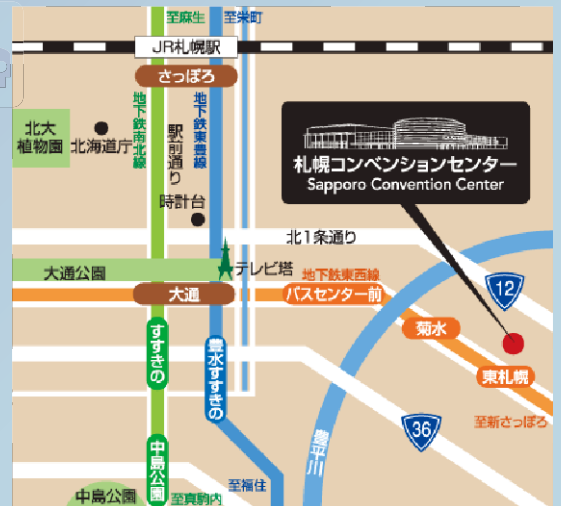 至麻生
至栄町
JR札幌駅
さっぽろ
地下鉄南北線
駅前通り
地下鉄東豊線
北大
植物園
北海道庁
時計台
札幌コンベンションセンター
Sapporo Convention Center
北1条通り
大通公園
テレビ塔
地下鉄東西線
大通
バスセンター前
12
菊水
東札幌
すすきの
豊水すすきの
36
至新さっぽろ
豊平川
中島公園
中島公園
至真駒内
至福住